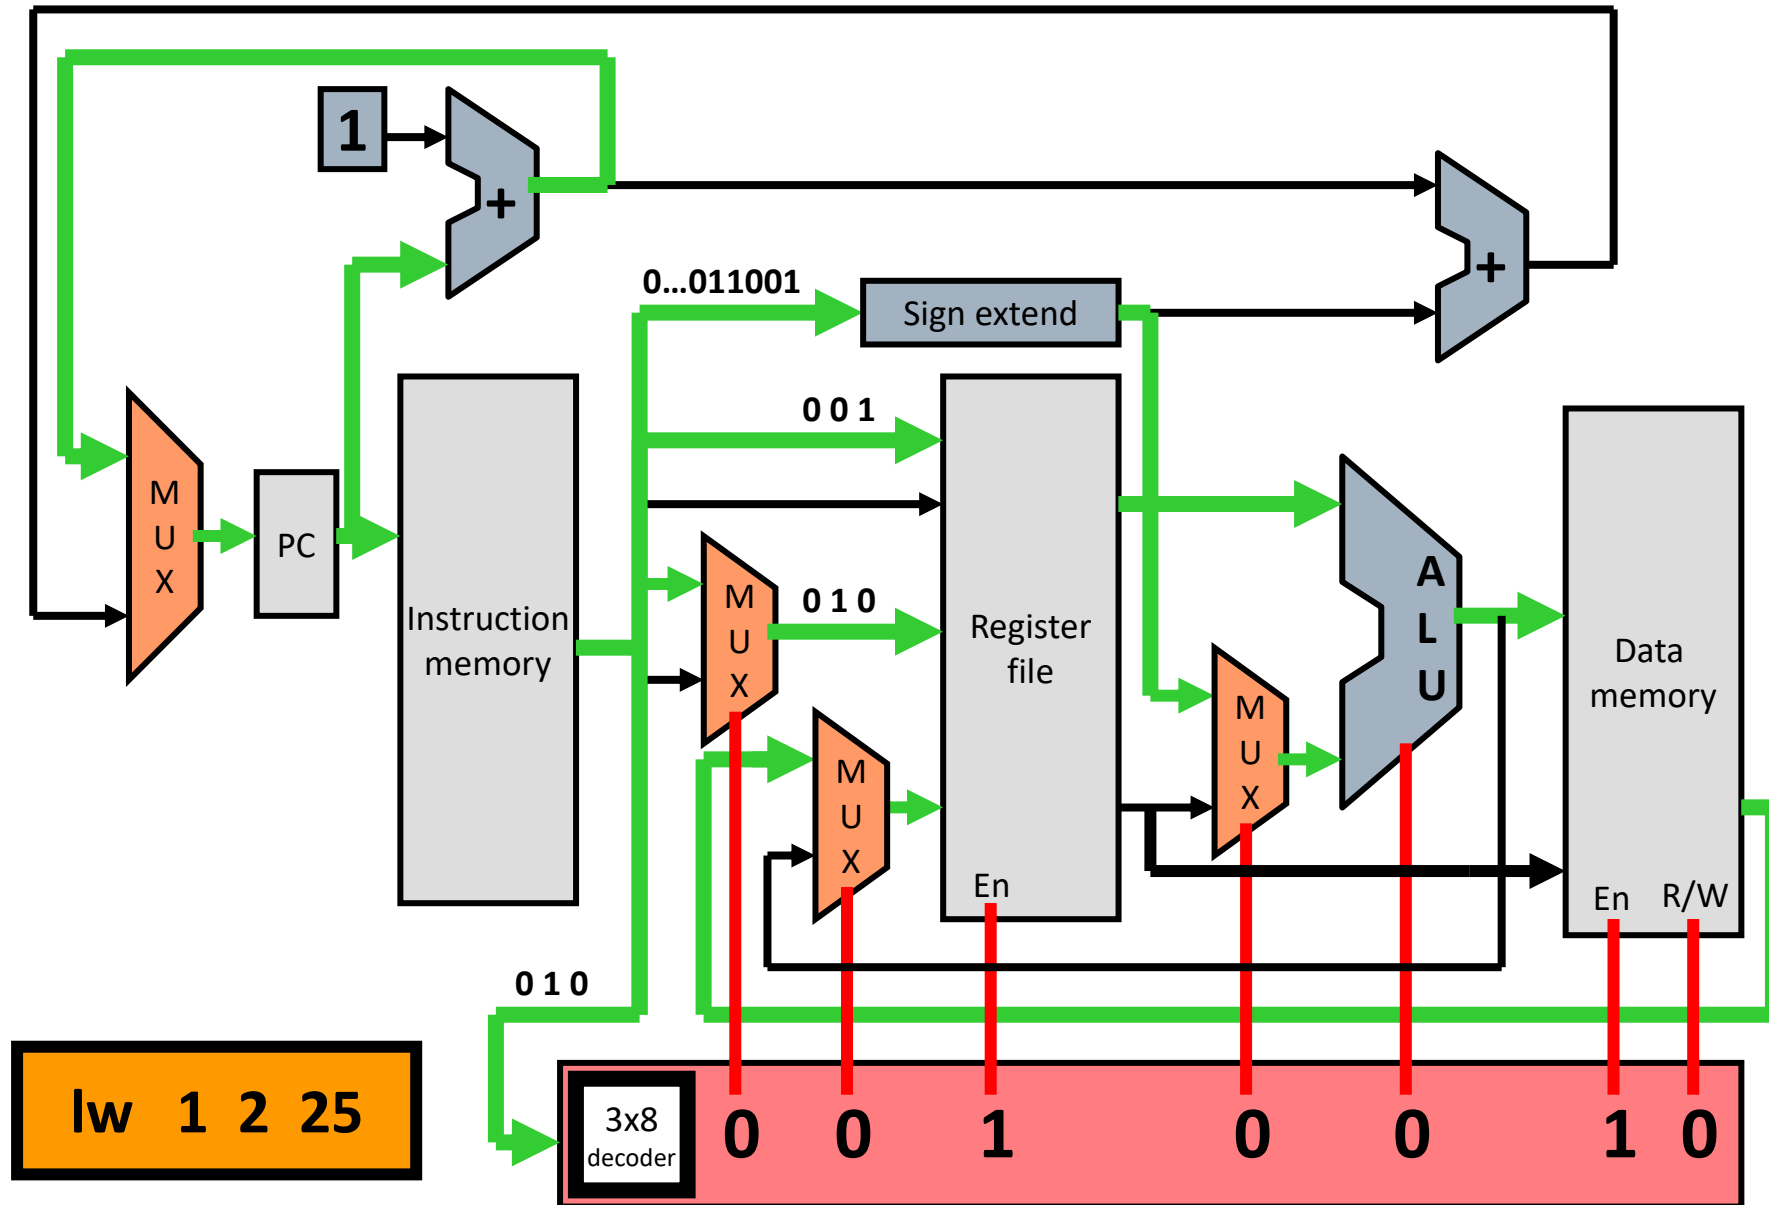 1
+
+
0...011001
Sign extend
0 0 1
M
U
X
PC
Instruction
memory
M
U
X
0 1 0
Register
file
En
M
U
X
M
U
X
A
L
U
Data
memory
En R/W
0 1 0
lw 1 2 25
3x8
decoder
0 0 1 0 0 1 0